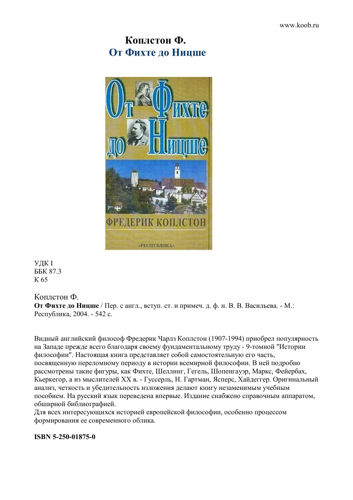 www.koob.ru
Коплстон Ф.
От Фихте до Ницше
От Фихте
до Ницше
ФРЕДЕРИК КОПЛСТОН
«РЕСПУБЛИКА»
УДК I
ББК 87.3
К 65
Коплстон Ф.
От Фихте до Ницше / Пер. с англ., вступ. ст. и примеч. д. ф. н. В. В. Васильева. - М.:
Республика, 2004. - 542 с.
Видный английский философ Фредерик Чарлз Коплстон (1907-1994) приобрел популярность
на Западе прежде всего благодаря своему фундаментальному труду - 9-томной "Истории
философии". Настоящая книга представляет собой самостоятельную его часть,
посвященную переломному периоду в истории всемирной философии. В ней подробно
рассмотрены такие фигуры, как Фихте, Шеллинг, Гегель, Шопенгауэр, Маркс, Фейербах,
Кьеркегор, а из мыслителей XX в. - Гуссерль, Н. Гартман, Ясперс, Хайдеггер. Оригинальный
анализ, четкость и убедительность изложения делают книгу незаменимым учебным
пособием. На русский язык переведена впервые. Издание снабжено справочным аппаратом,
обширной библиографией.
Для всех интересующихся историей европейской философии, особенно процессом
формирования ее современного облика.
ISBN 5-250-01875-0